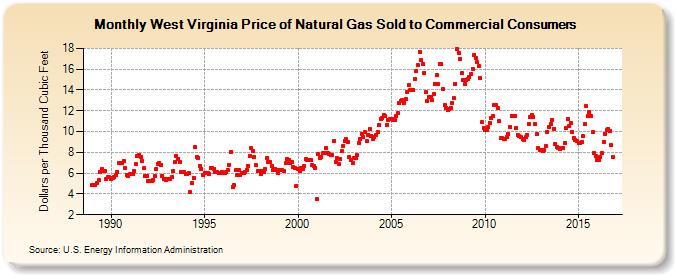 Monthly West Virginia Price of Natural Gas Sold to Commercial Consumers
Dollars per Thousand Cubic Feet
18
16
14
12
10
8
6
4
2
1990 1995 2000 2005 2010 2015
Source: U.S. Energy Information Administration